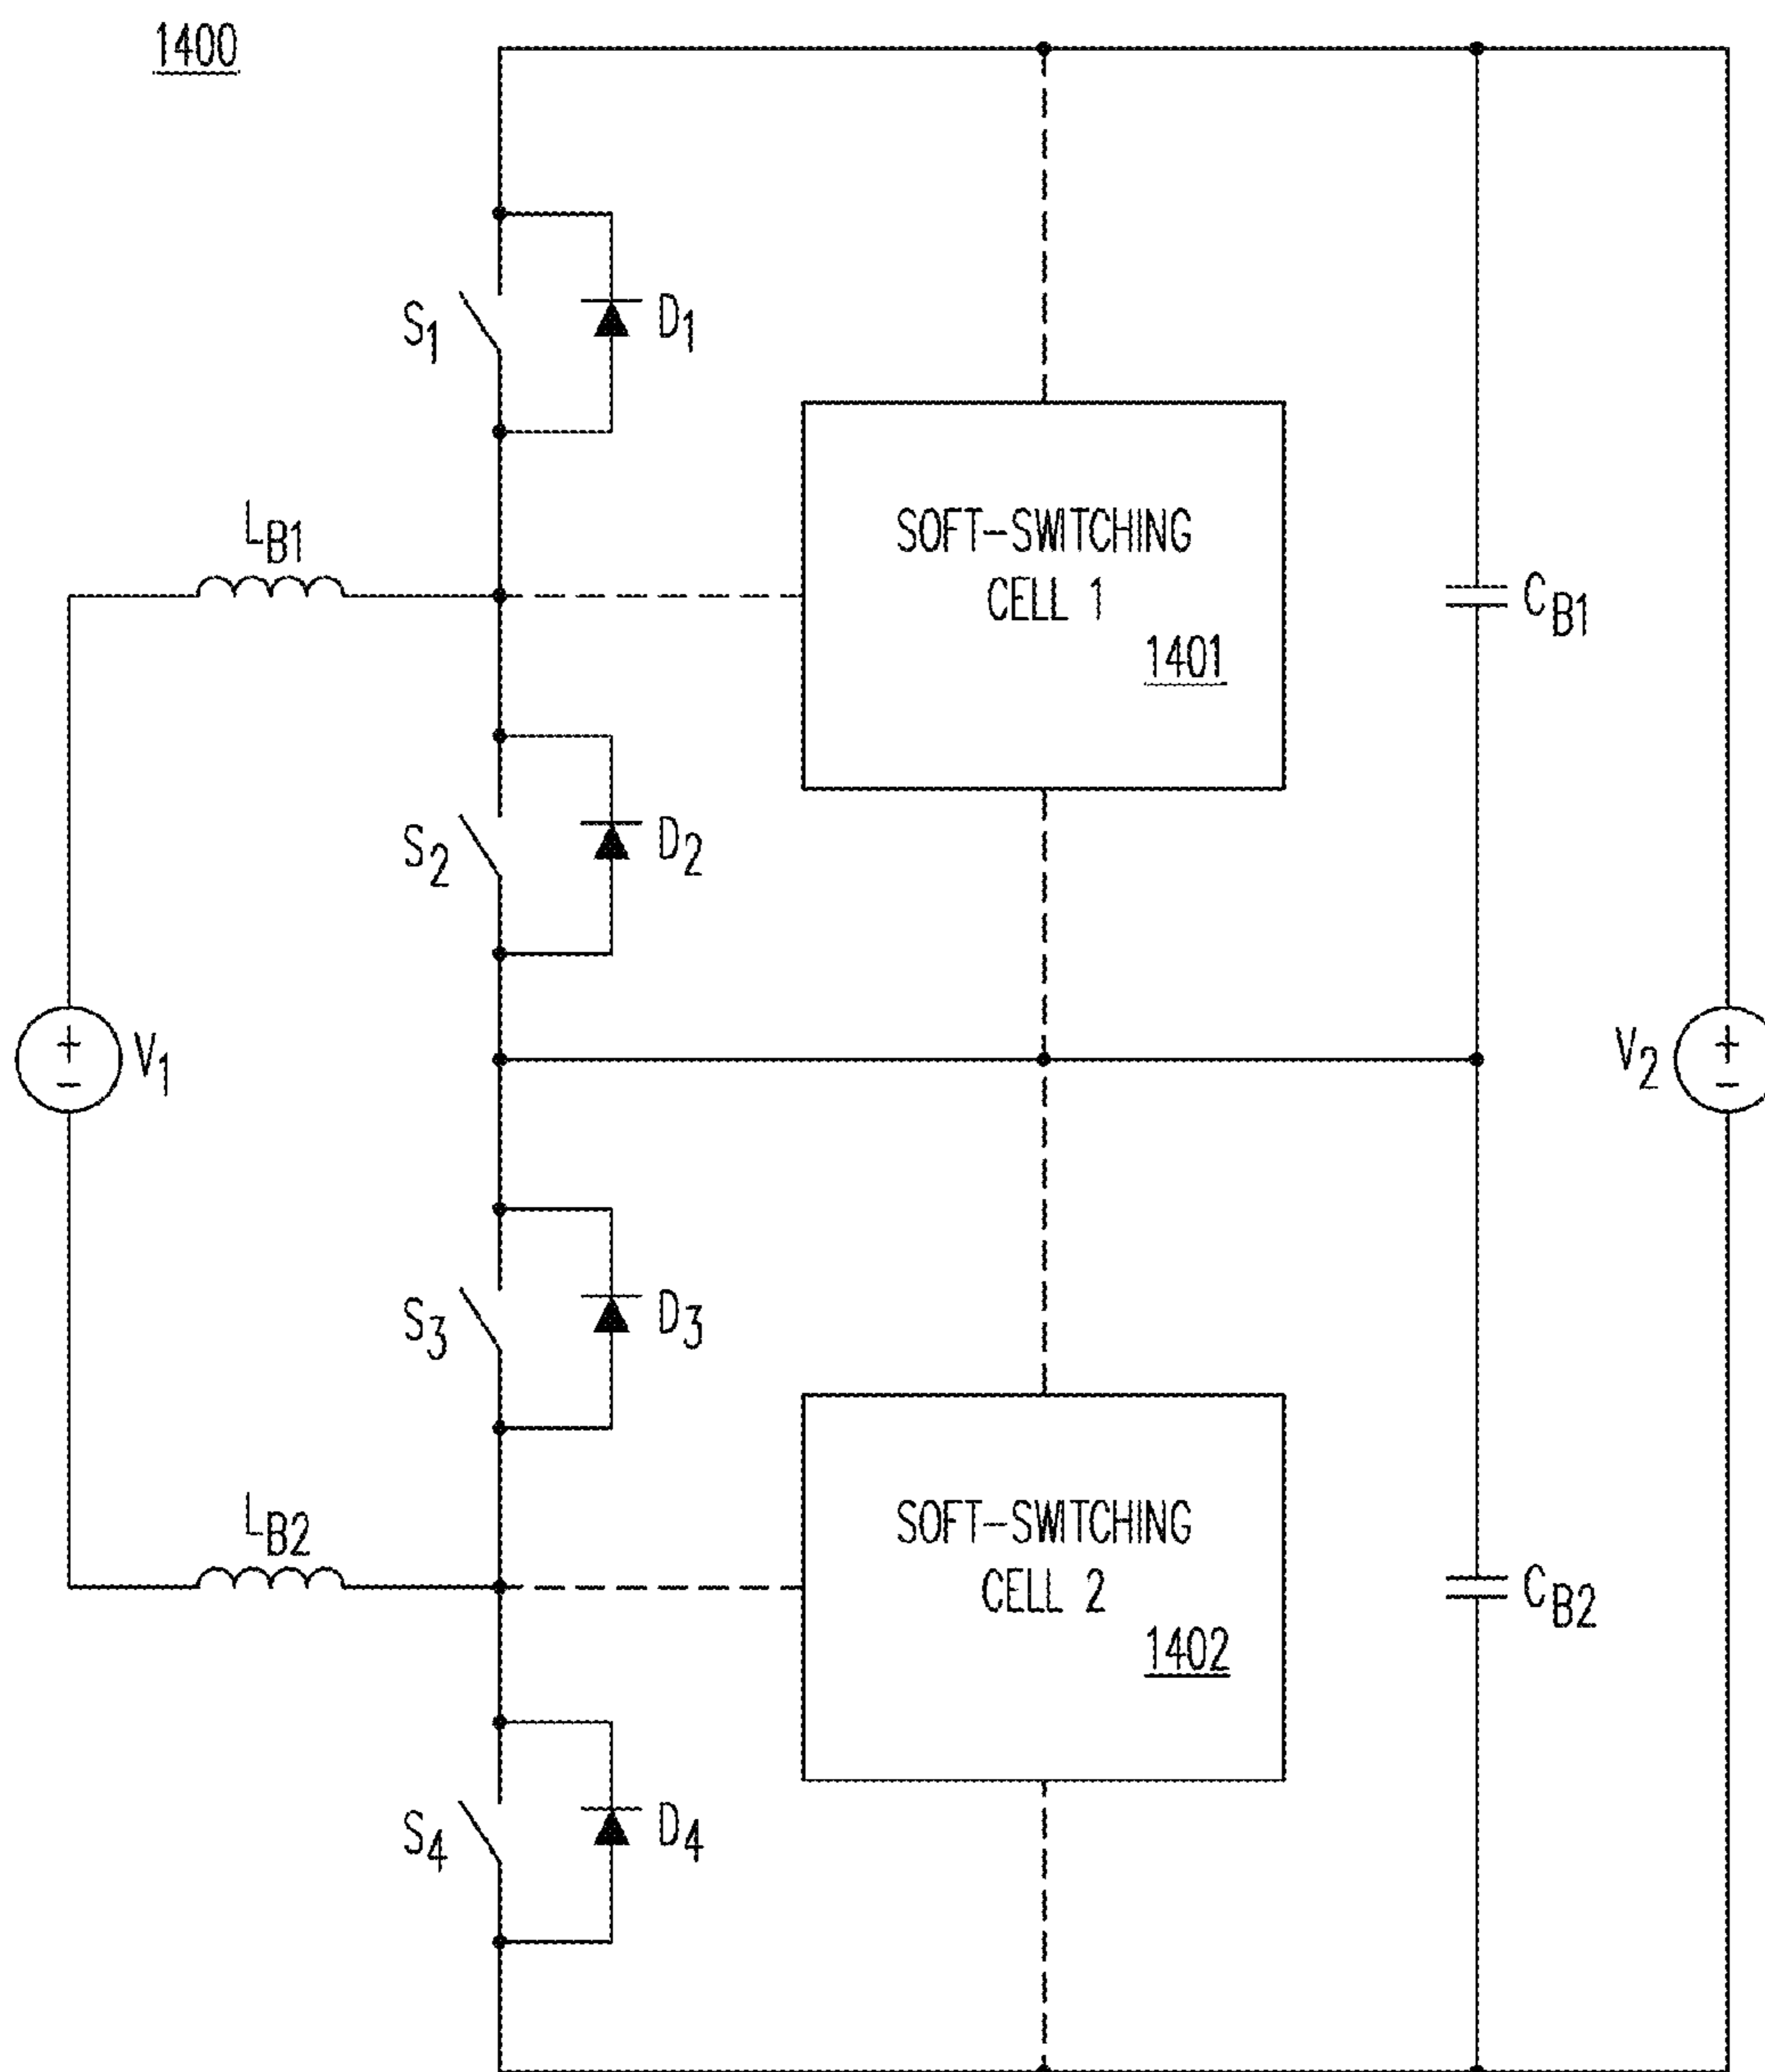 1400
S1
D1
LB1
SOFT-SWITCHING
CELL 1
1401
CB1
S2
D2
+
-
V1
V2
+
-
S3
D3
LB2
SOFT-SWITCHING
CELL 2
1402
CB2
S4
D4